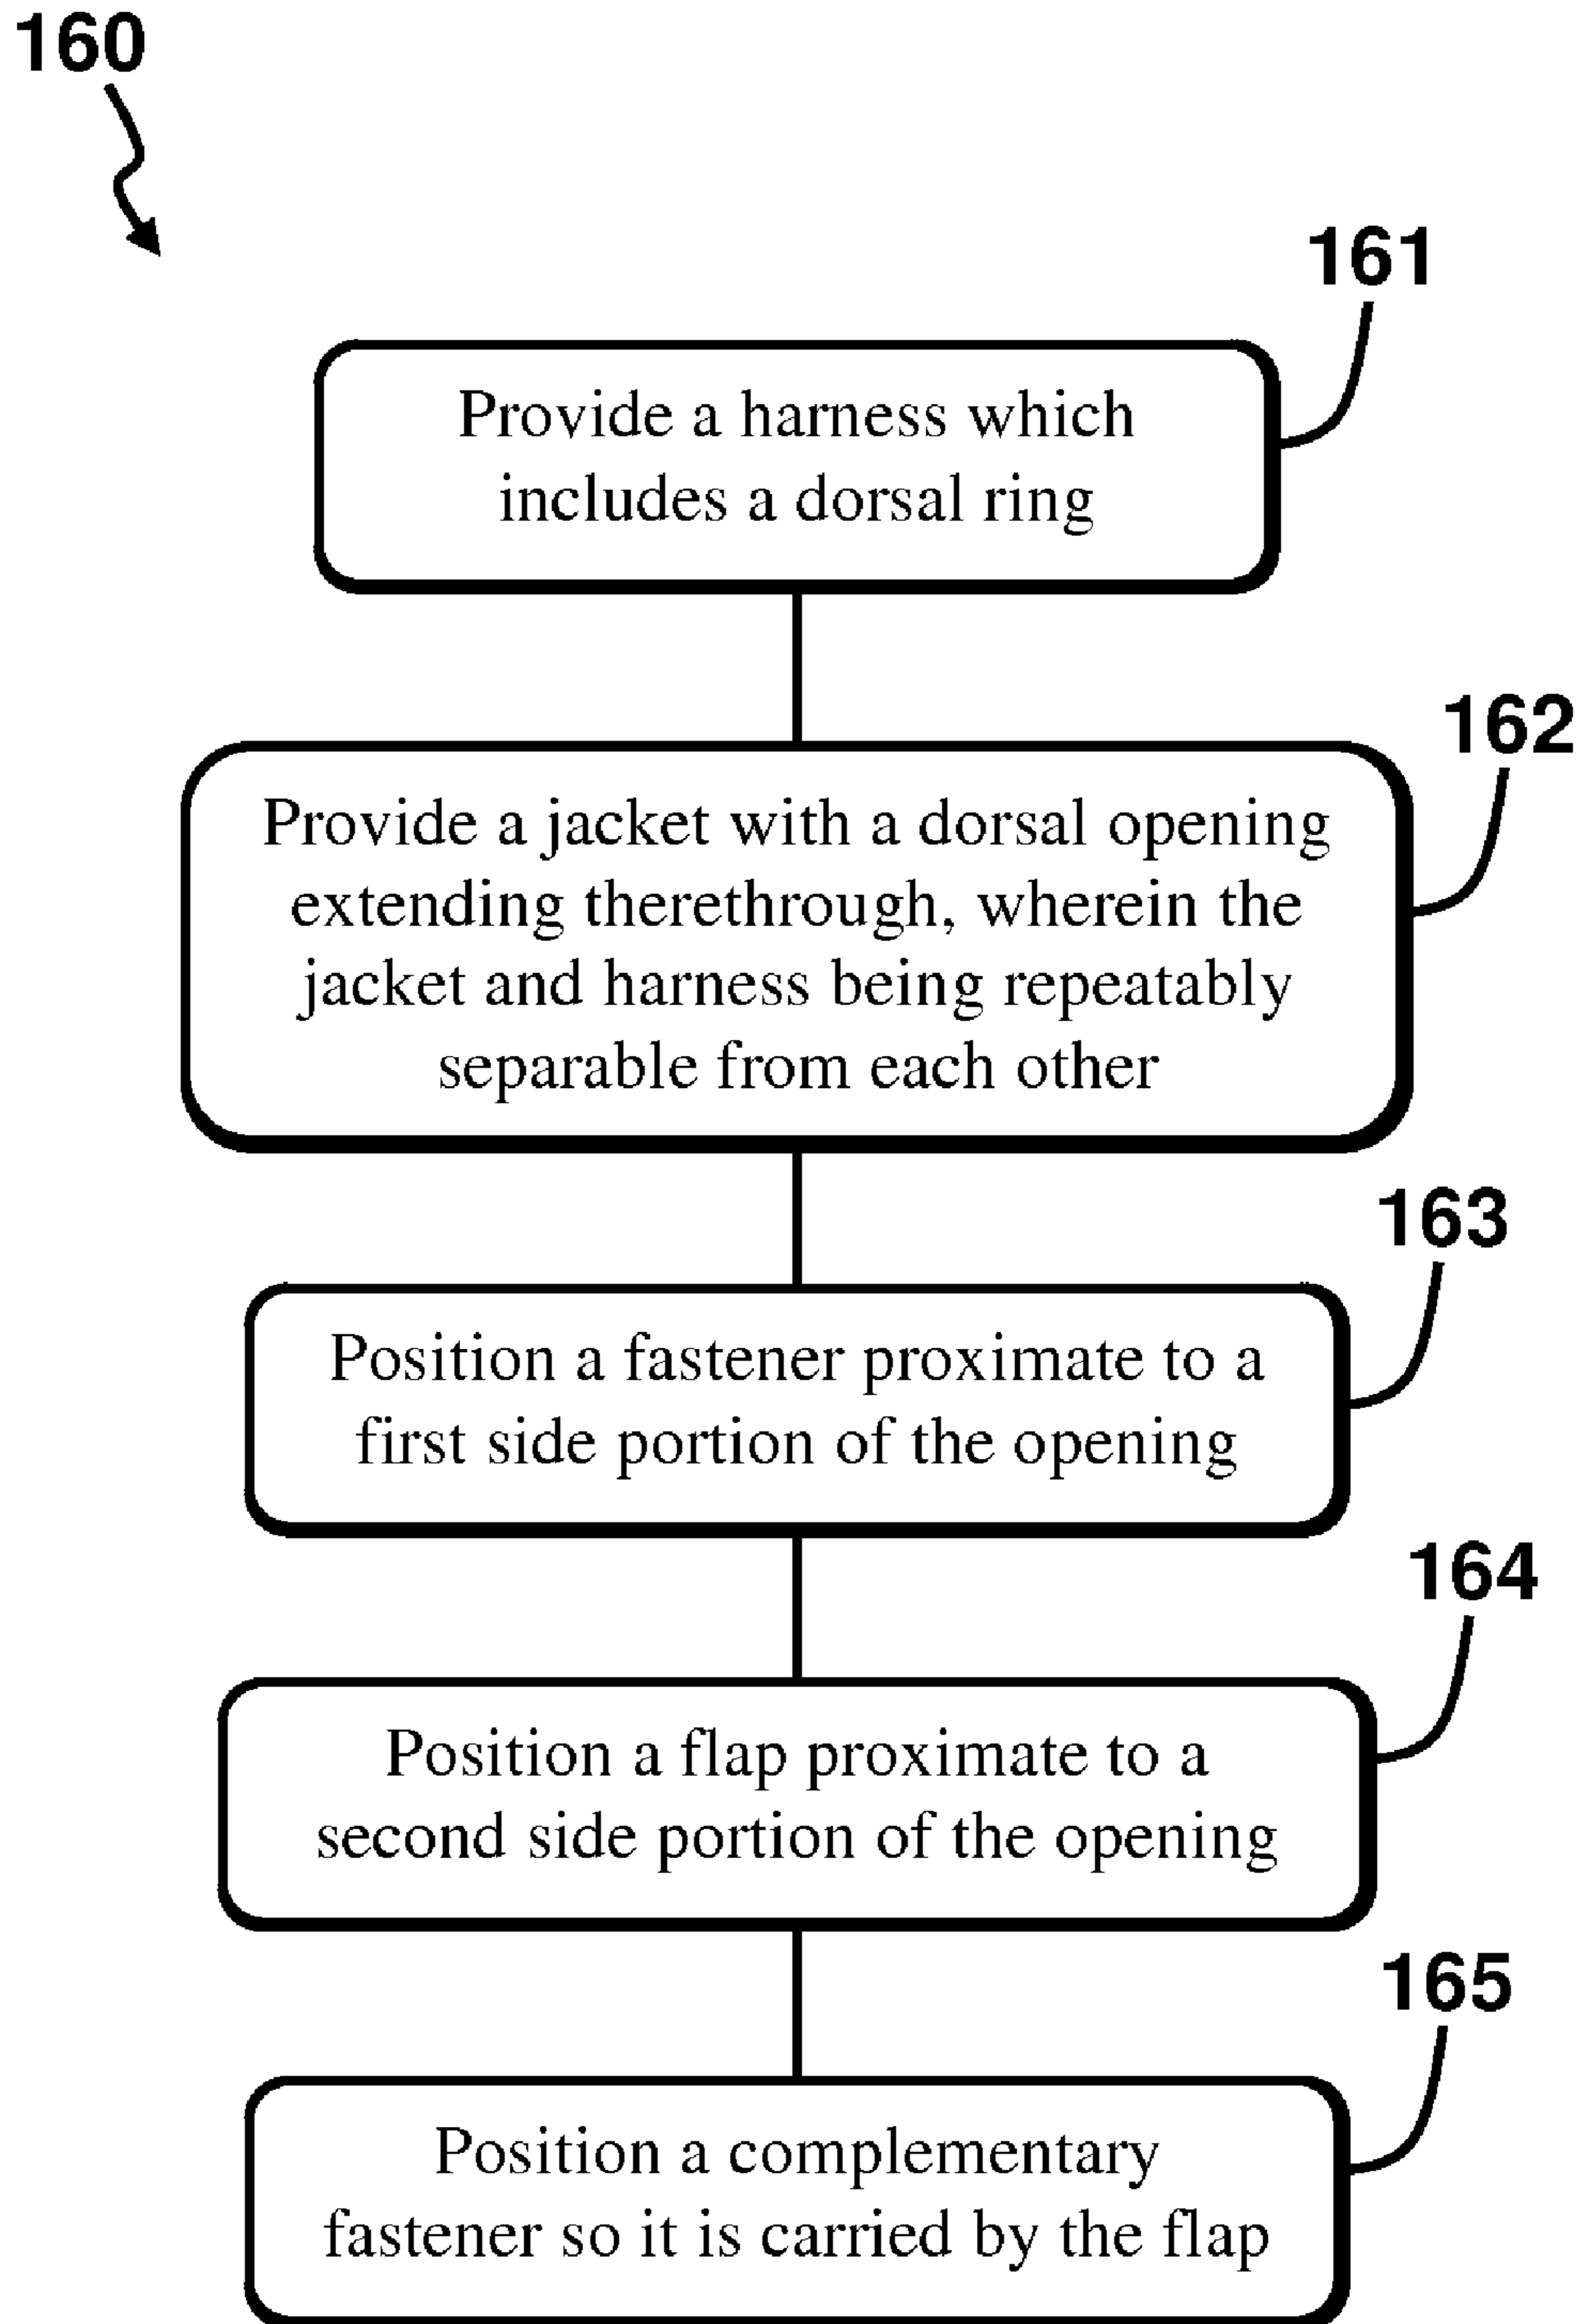 160
161
Provide a harness which
includes a dorsal ring
162
Provide a jacket with a dorsal opening
extending therethrough, wherein the
jacket and harness being repeatably
separable from each other
163
Position a fastener proximate to a
first side portion of the opening
164
Position a flap proximate to a
second side portion of the opening
165
Position a complementary
fastener so it is carried by the flap